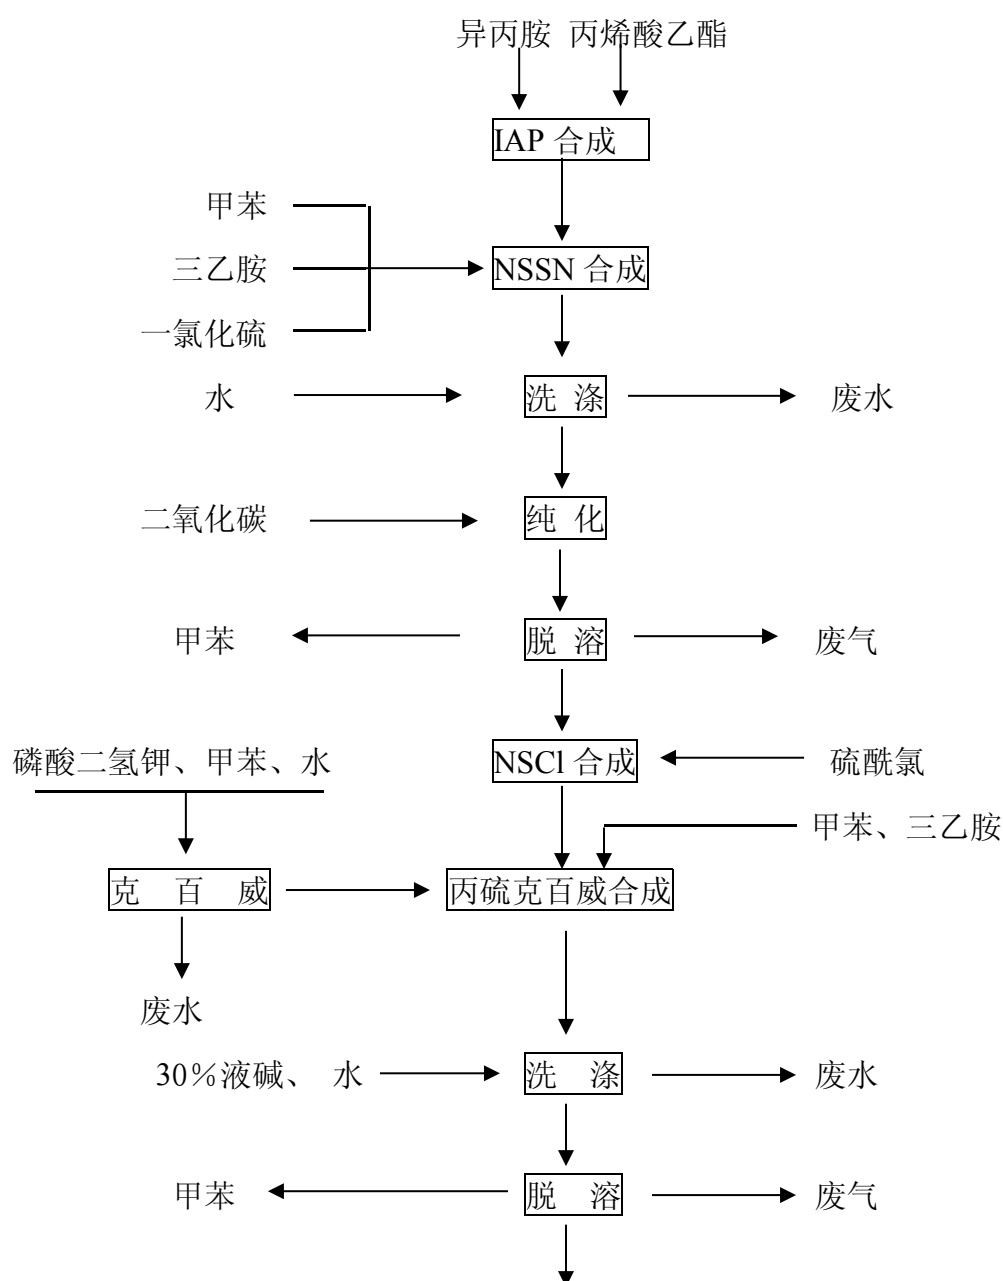 异丙胺 丙烯酸乙酯
IAP 合成
甲苯
三乙胺
NSSN 合成
一氯化硫
水
洗 涤
废水
二氧化碳
纯 化
甲苯
脱 溶
废气
磷酸二氢钾、甲苯、水
NSCl 合成
硫酰氯
甲苯、三乙胺
克 百 威
丙硫克百威合成
废水
30％液碱、 水
洗 涤
废水
甲苯
脱 溶
废气